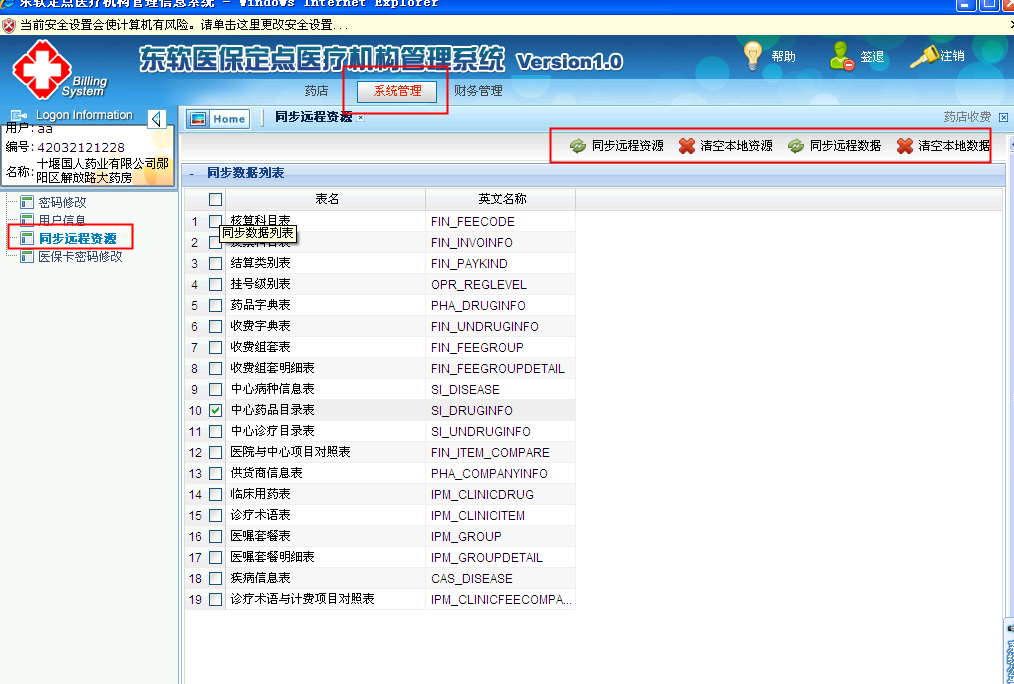 东软定点医疗机构管理信息系统 - Windows Internet Explorer
当前安全设置会使计算机有风险。请单击这里更改安全设置...
Billing System
东软医保定点医疗机构管理系统 Version1.0
帮助 签退 注销
药店 系统管理 财务管理
Logon Information
用户: aa
编号: 42032121228
名称: 十堰国人药业有限公司郧
阳区解放路大药房
Home 同步远程资源 药店收费
同步远程资源 清空本地资源 同步远程数据 清空本地数据
密码修改
用户信息
同步远程资源
医保卡密码修改
- 同步数据列表
表名 英文名称
1 核算科目表 FIN_FEECODE
同步数据列表
2 FIN_INVOINFO
3 结算类别表 FIN_PAYKIND
4 挂号级别表 OPR_REGLEVEL
5 药品字典表 PHA_DRUGINFO
6 收费字典表 FIN_UNDRUGINFO
7 收费组套表 FIN_FEEGROUP
8 收费组套明细表 FIN_FEEGROUPDETAIL
9 中心病种信息表 SI_DISEASE
10 中心药品目录表 SI_DRUGINFO
11 中心诊疗目录表 SI_UNDRUGINFO
12 医院与中心项目对照表 FIN_ITEM_COMPARE
13 供货商信息表 PHA_COMPANYINFO
14 临床用药表 IPM_CLINICDRUG
15 诊疗术语表 IPM_CLINICITEM
16 医嘱套餐表 IPM_GROUP
17 医嘱套餐明细表 IPM_GROUPDETAIL
18 疾病信息表 CAS_DISEASE
19 诊疗术语与计费项目对照表 IPM_CLINICFEECOMPA...